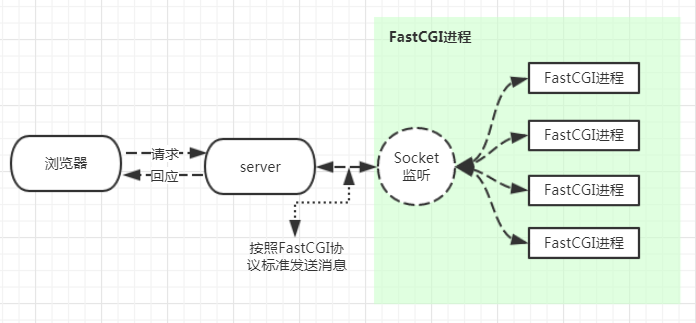 FastCGI进程
FastCGI进程
FastCGI进程
FastCGI进程
FastCGI进程
浏览器
请求
回应
server
Socket
监听
按照FastCGI协
议标准发送消息